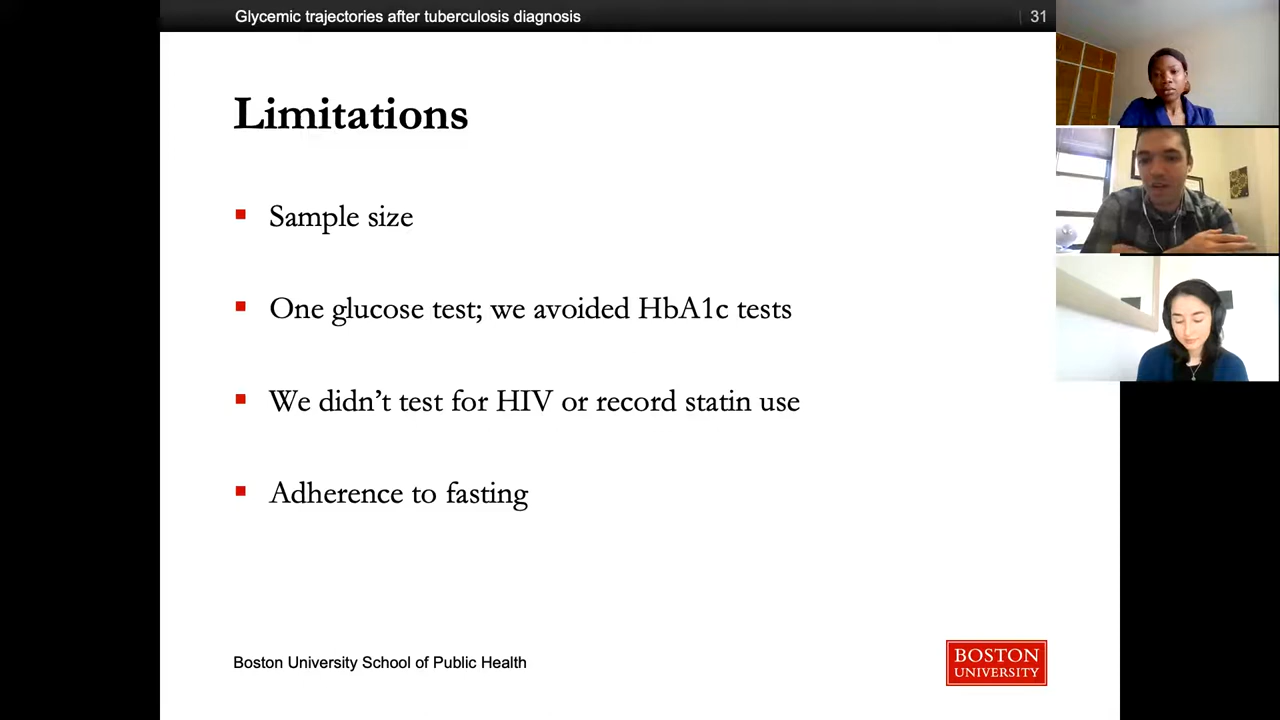 Glycemic trajectories after tuberculosis diagnosis
31
Limitations
Sample size
One glucose test; we avoided HbA1c tests
We didn't test for HIV or record statin use
Adherence to fasting
Boston University School of Public Health
BOSTON
UNIVERSITY